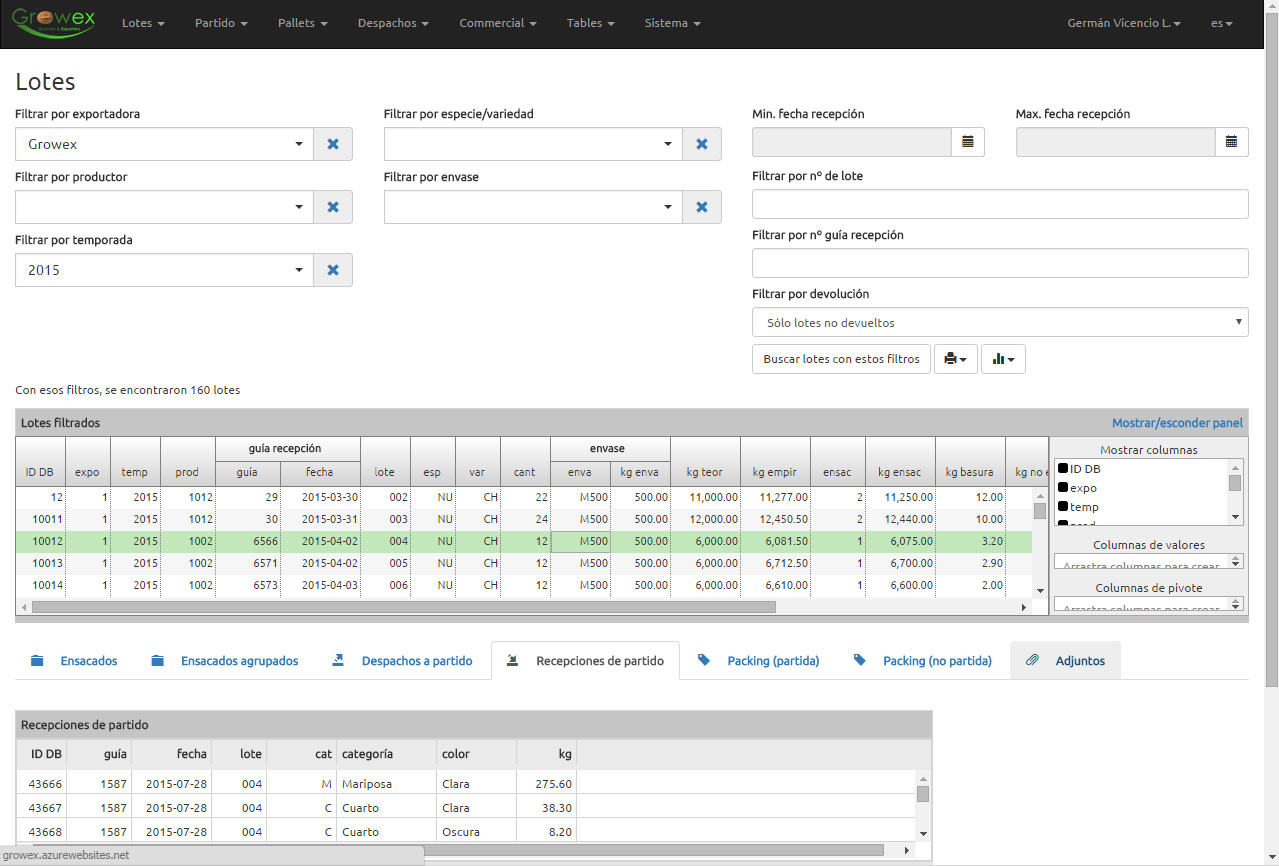 Growex
Growers & Exporters
Lotes Partido Pallets Despachos Commercial Tables Sistema Germán Vicencio L. es
Lotes
Filtrar por exportadora Filtrar por especie/variedad Min. fecha recepción Max. fecha recepción
Growex
Filtrar por productor Filtrar por envase Filtrar por nº de lote
Filtrar por temporada Filtrar por nº guía recepción
2015
Filtrar por devolución
Sólo lotes no devueltos
Buscar lotes con estos filtros
Con esos filtros, se encontraron 160 lotes
Lotes filtrados Mostrar/esconder panel
guía recepción envase
ID DB expo temp prod guía fecha lote esp var cant enva kg enva kg teor kg empir ensac kg ensac kg basura kg no e
12 1 2015 1012 29 2015-03-30 002 NU CH 22 M500 500.00 11,000.00 11,277.00 2 11,250.00 12.00
10011 1 2015 1012 30 2015-03-31 003 NU CH 24 M500 500.00 12,000.00 12,450.50 2 12,440.00 10.00
10012 1 2015 1002 6566 2015-04-02 004 NU CH 12 M500 500.00 6,000.00 6,081.50 1 6,075.00 3.20
10013 1 2015 1002 6571 2015-04-02 005 NU CH 12 M500 500.00 6,000.00 6,712.50 1 6,700.00 2.90
10014 1 2015 1002 6573 2015-04-03 006 NU CH 12 M500 500.00 6,000.00 6,610.00 1 6,600.00 2.00
Mostrar columnas
ID DB
expo
temp
prod
Columnas de valores
Arrastra columnas para crear
Columnas de pivote
Arrastra columnas para crear
Ensacados Ensacados agrupados Despachos a partido Recepciones de partido Packing (partida) Packing (no partida) Adjuntos
Recepciones de partido
ID DB guía fecha lote cat categoría color kg
43666 1587 2015-07-28 004 M Mariposa Clara 275.60
43667 1587 2015-07-28 004 C Cuarto Clara 38.30
43668 1587 2015-07-28 004 C Cuarto Oscura 8.20
growex.azurewebsites.net